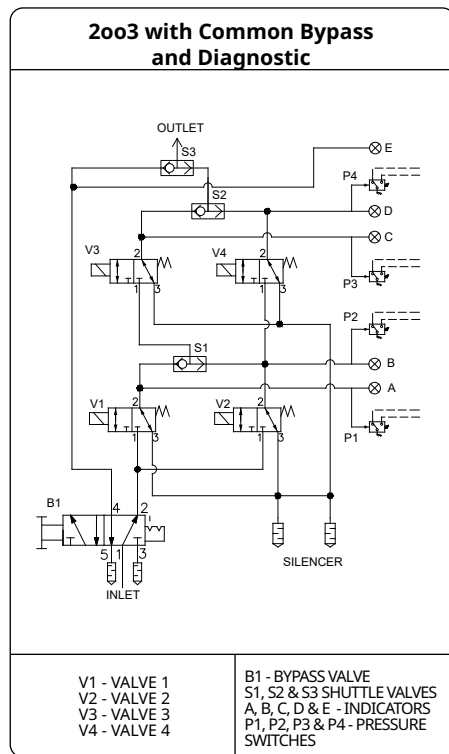 2oo3 with Common Bypass
and Diagnostic
OUTLET
S3
E
P4
S2
D
C
V3
2
V4
2
1
3
1
3
P3
P2
S1
B
A
V1
2
V2
2
1
3
1
3
P1
B1
4
2
5
1
3
SILENCER
INLET
V1 - VALVE 1
V2 - VALVE 2
V3 - VALVE 3
V4 - VALVE 4
B1 - BYPASS VALVE
S1, S2 & S3 SHUTTLE VALVES
A, B, C, D & E - INDICATORS
P1, P2, P3 & P4 - PRESSURE
SWITCHES